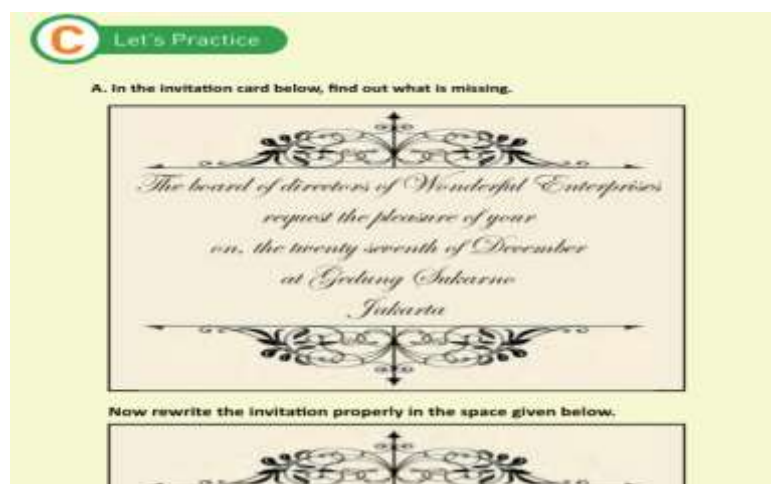 C
Let's Practice
A. In the invitation card below, find out what is missing.
The board of directors of Wonderful Enterprises
request the pleasure of your
on, the twenty seventh of December
at Gedung Sukarno
Jakarta
Now rewrite the invitation properly in the space given below.